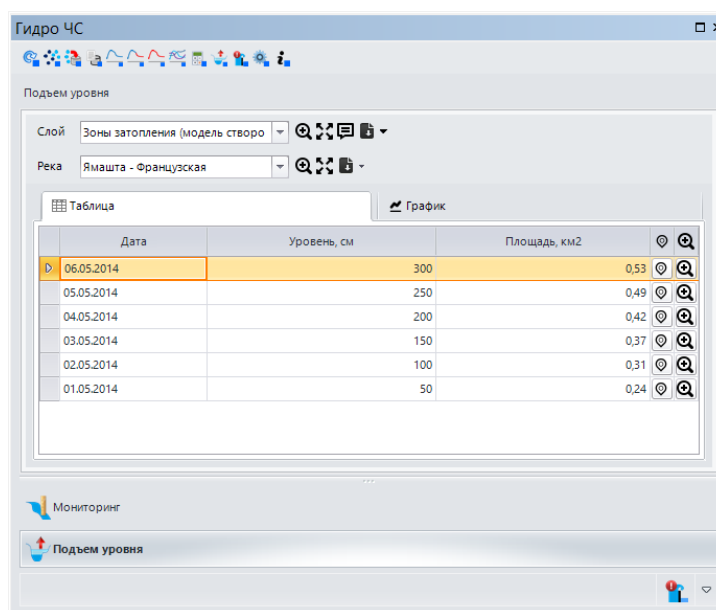 Гидро ЧС
Подъем уровня
Слой Зоны затопления (модель створо
Река Ямашта - Французская
Таблица График
Дата Уровень, см Площадь, км2
06.05.2014 300 0,53
05.05.2014 250 0,49
04.05.2014 200 0,42
03.05.2014 150 0,37
02.05.2014 100 0,31
01.05.2014 50 0,24
Мониторинг
Подъем уровня